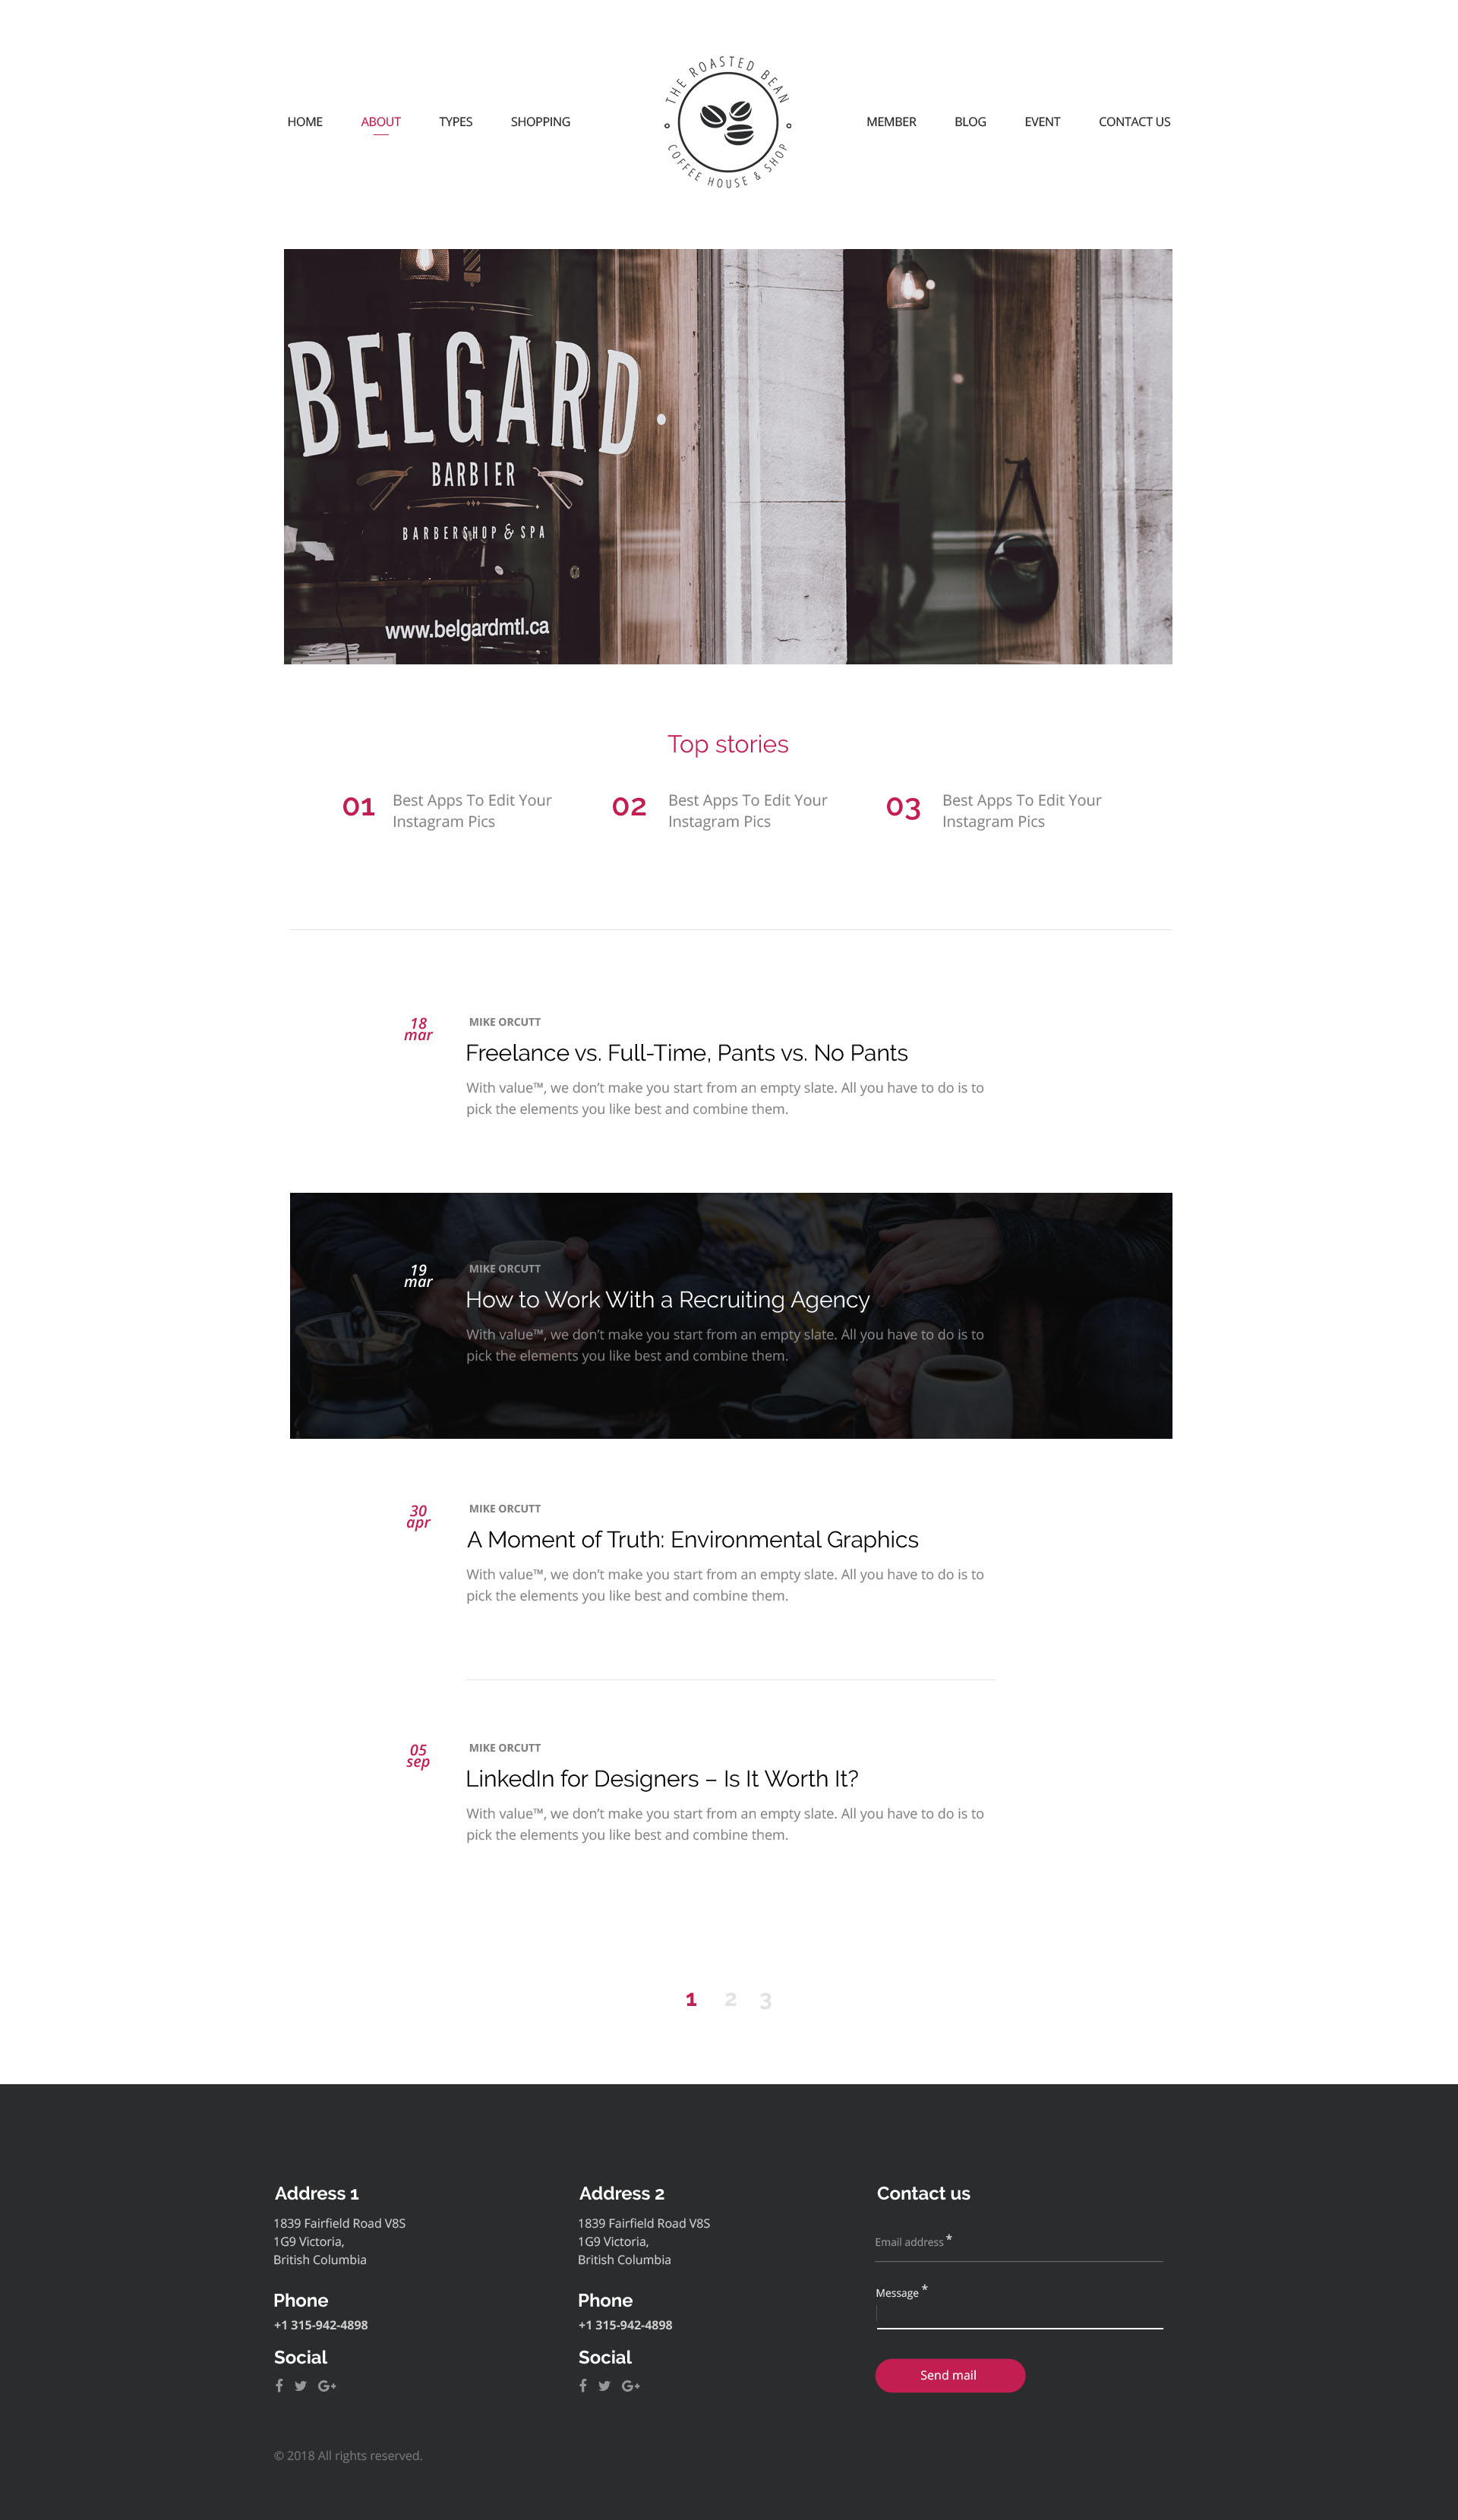 THE ROASTED BEAN
COFFEE HOUSE & SHOP
HOME ABOUT TYPES SHOPPING
MEMBER BLOG EVENT CONTACT US
BELGARD
BARBIER
BARBERSHOP & SPA
www.belgardmtl.ca
Top stories
01 Best Apps To Edit Your
Instagram Pics
02 Best Apps To Edit Your
Instagram Pics
03 Best Apps To Edit Your
Instagram Pics
18
mar
MIKE ORCUTT
Freelance vs. Full-Time, Pants vs. No Pants
With value™, we don’t make you start from an empty slate. All you have to do is to
pick the elements you like best and combine them.
19
mar
MIKE ORCUTT
How to Work With a Recruiting Agency
With value™, we don’t make you start from an empty slate. All you have to do is to
pick the elements you like best and combine them.
30
apr
MIKE ORCUTT
A Moment of Truth: Environmental Graphics
With value™, we don’t make you start from an empty slate. All you have to do is to
pick the elements you like best and combine them.
05
sep
MIKE ORCUTT
LinkedIn for Designers – Is It Worth It?
With value™, we don’t make you start from an empty slate. All you have to do is to
pick the elements you like best and combine them.
1 2 3
Address 1
1839 Fairfield Road V8S
1G9 Victoria,
British Columbia
Phone
+1 315-942-4898
Social
f G+
Address 2
1839 Fairfield Road V8S
1G9 Victoria,
British Columbia
Phone
+1 315-942-4898
Social
f G+
Contact us
Email address *
Message *
Send mail
© 2018 All rights reserved.